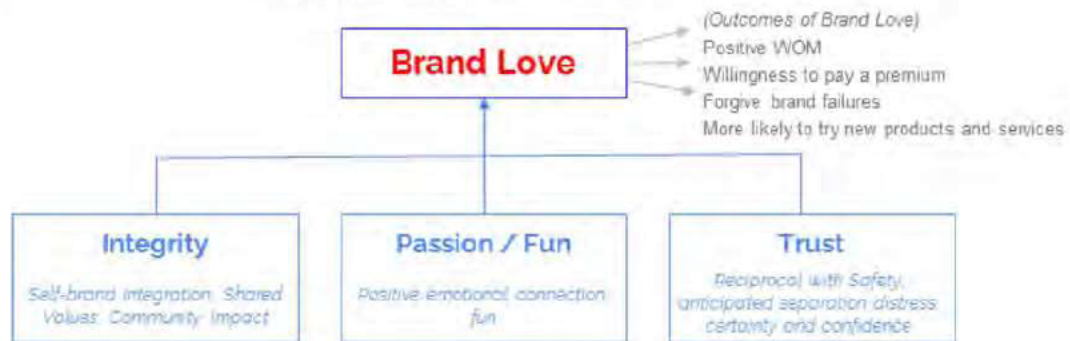 (Outcomes of Brand Love)
Brand Love
Positive WOM
Willingness to pay a premium
Forgive brand failures
More likely to try new products and services
Integrity
Self-brand integration, Shared
Values, Community Impact
Passion / Fun
Positive emotional connection
fun
Trust
Reciprocal with Safety,
anticipated separation distress,
certainty and confidence